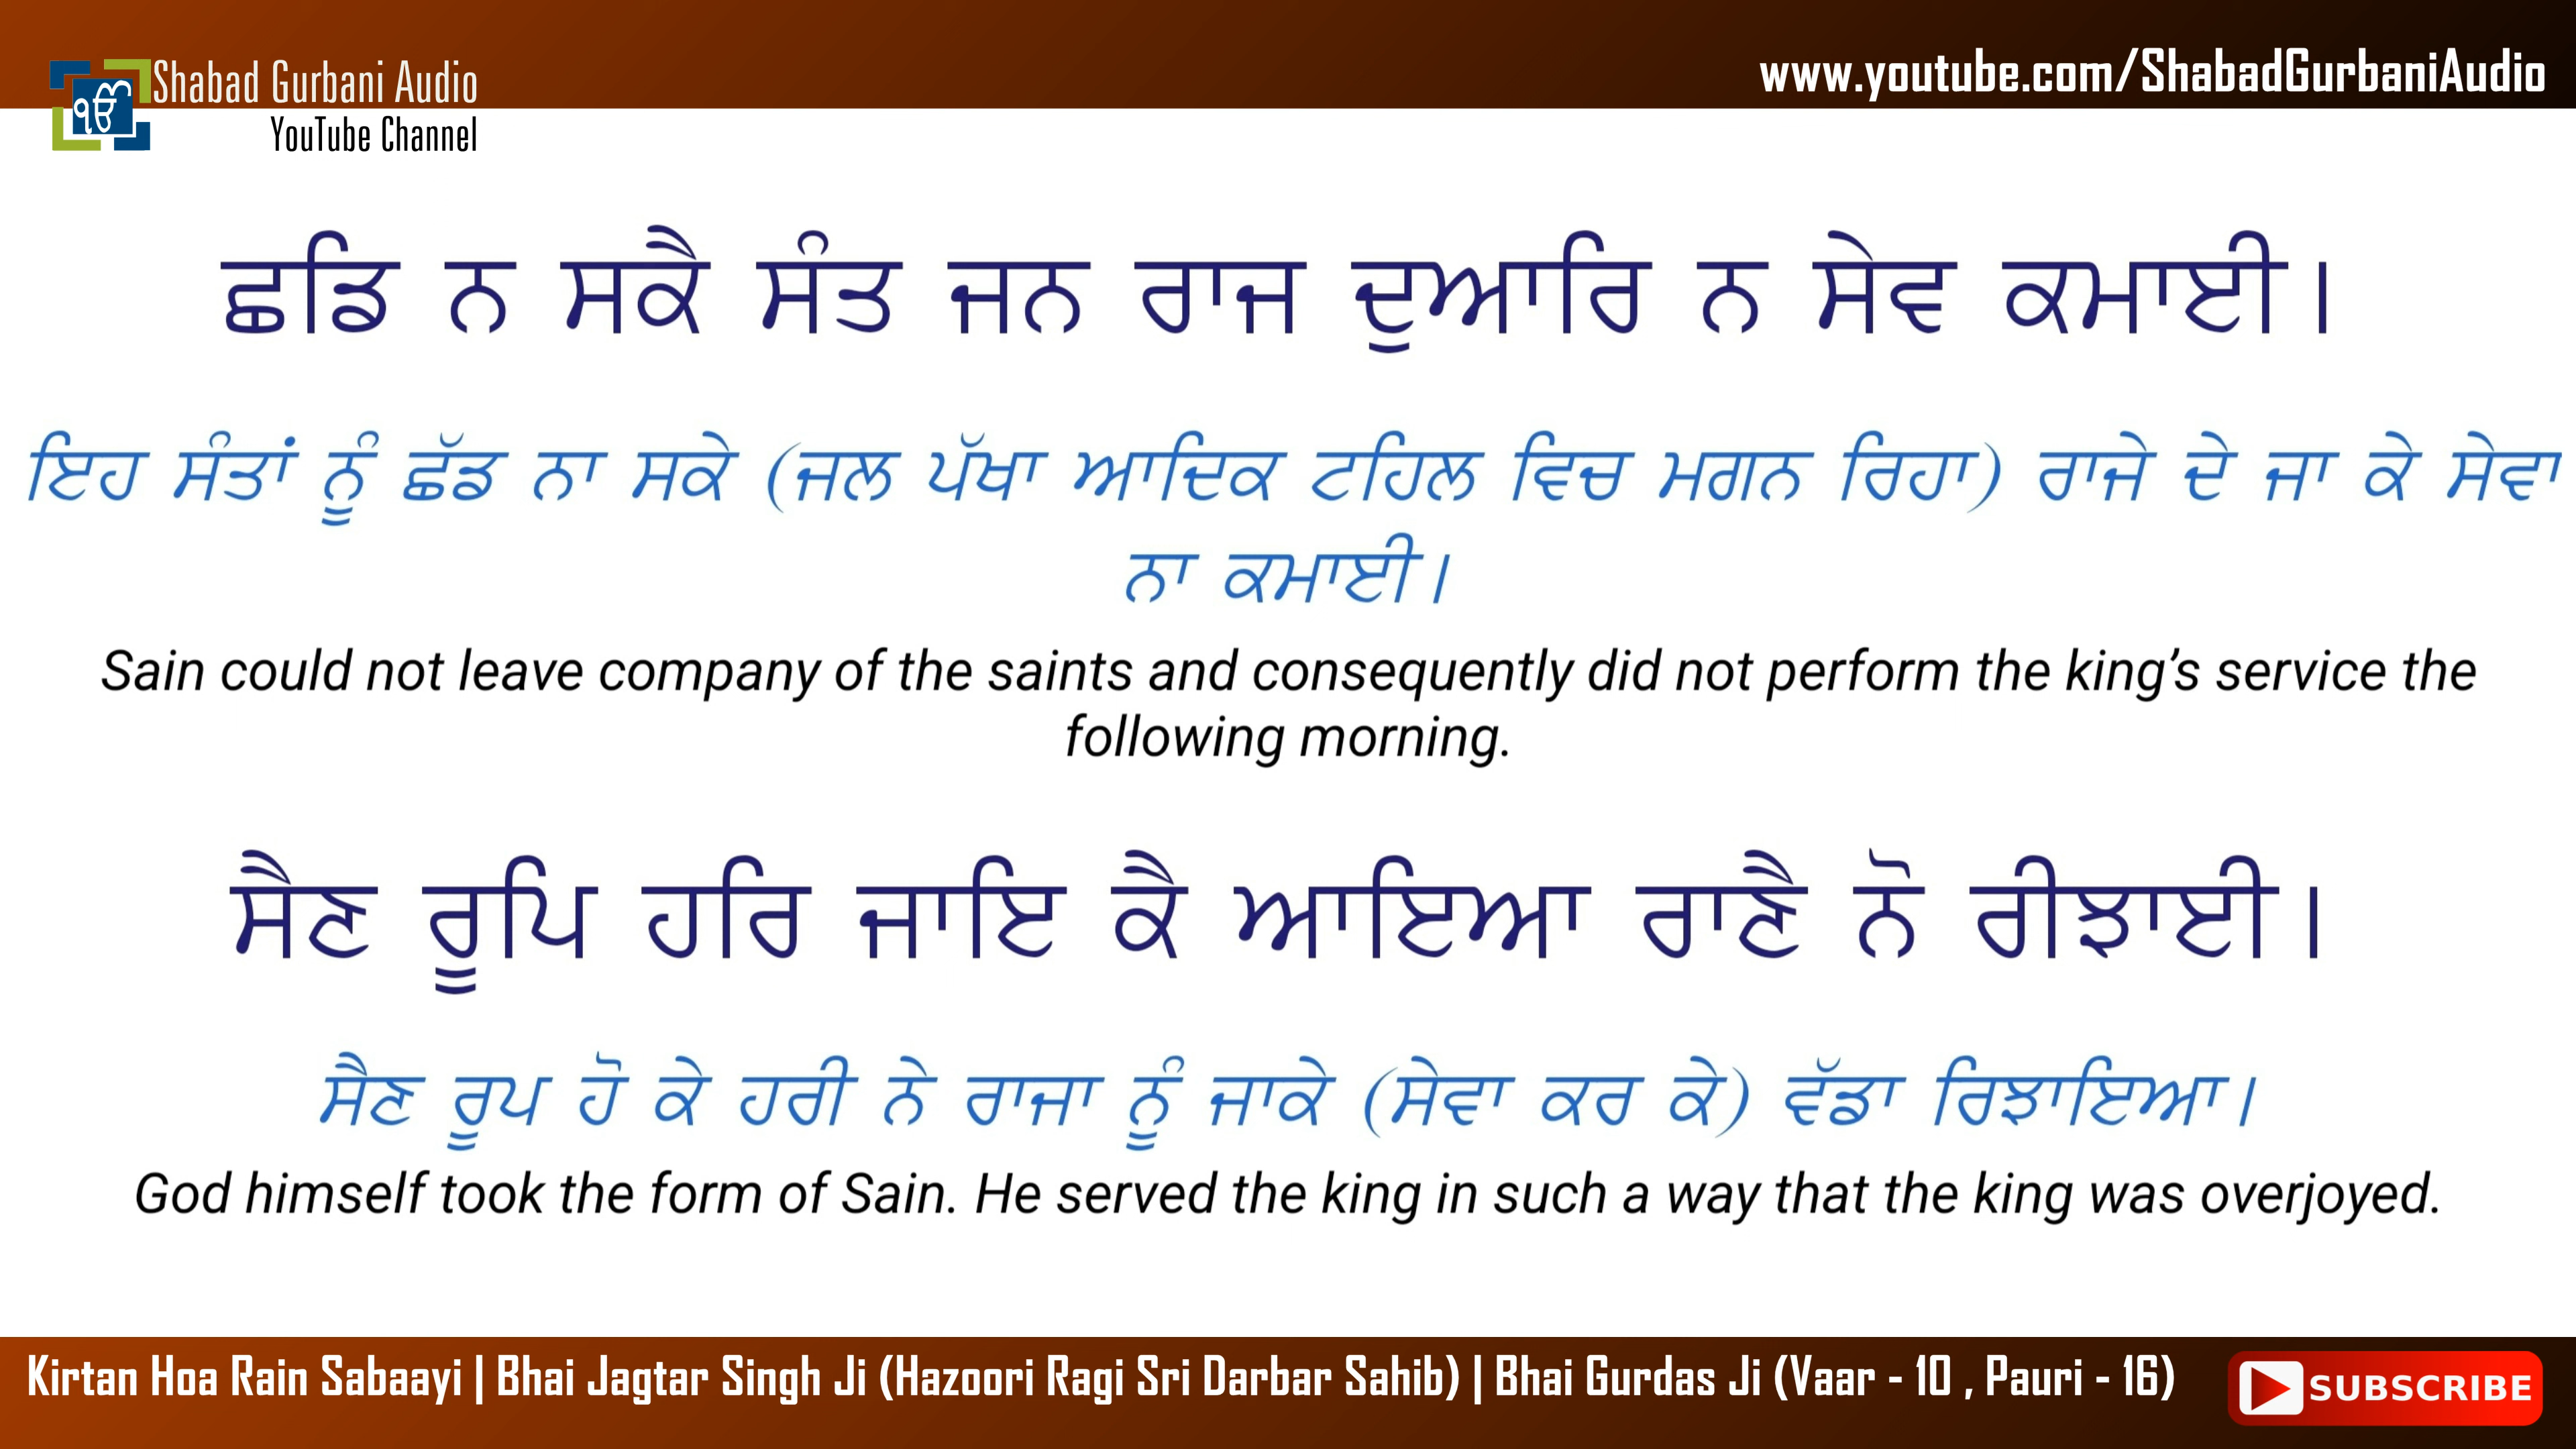 Shabad Gurbani Audio
YouTube Channel
www.youtube.com/ShabadGurbaniAudio
ੴ
ਛਡਿ ਨ ਸਕੈ ਸੰਤ ਜਨ ਰਾਜ ਦੁਆਰਿ ਨ ਸੇਵ ਕਮਾਈ।
ਇਹ ਸੰਤਾਂ ਨੂੰ ਛੱਡ ਨਾ ਸਕੇ (ਜਲ ਪੱਖਾ ਆਦਿਕ ਟਹਿਲ ਵਿਚ ਮਗਨ ਰਿਹਾ) ਰਾਜੇ ਦੇ ਜਾ ਕੇ ਸੇਵਾ
ਨਾ ਕਮਾਈ।
Sain could not leave company of the saints and consequently did not perform the king’s service the
following morning.
ਸੈਣ ਰੂਪਿ ਹਰਿ ਜਾਇ ਕੈ ਆਇਆ ਰਾਣੈ ਨੋ ਰੀਝਾਈ।
ਸੈਣ ਰੂਪ ਹੋ ਕੇ ਹਰੀ ਨੇ ਰਾਜਾ ਨੂੰ ਜਾਕੇ (ਸੇਵਾ ਕਰ ਕੇ) ਵੱਡਾ ਰਿਝਾਇਆ।
God himself took the form of Sain. He served the king in such a way that the king was overjoyed.
Kirtan Hoa Rain Sabaayi | Bhai Jagtar Singh Ji (Hazoori Ragi Sri Darbar Sahib) | Bhai Gurdas Ji (Vaar - 10 , Pauri - 16)
SUBSCRIBE